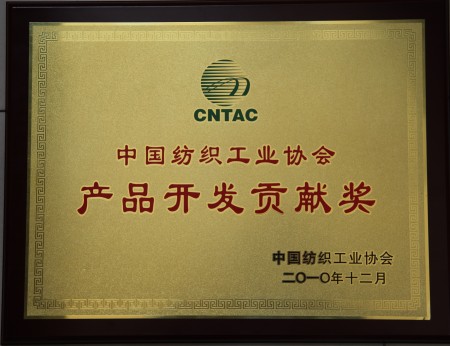 CNTAC
中国纺织工业协会
产品开发贡献奖
中国纺织工业协会
二〇一〇年十二月